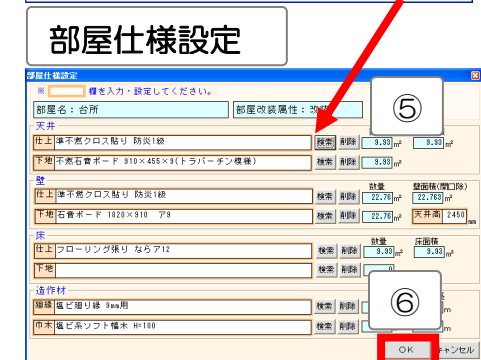 部屋仕様設定
部屋仕様設定
※ 欄を入力・設定してください。
部屋名：台所 部屋改装属性：改装
⑤
天井
仕上 準不燃クロス貼り 防炎1級 検索 削除 9.93 m² 9.93 m²
下地 不燃石膏ボード 910×455×9(トラバーチン模様) 検索 削除 9.93 m²
壁 数量 壁面積(開口除)
仕上 準不燃クロス貼り 防炎1級 検索 削除 22.76 m² 22.763 m²
下地 石膏ボード 1820×910 ア9 検索 削除 22.76 m² 天井高 2450 mm
床 数量 床面積
仕上 フローリング張り ならア12 検索 削除 9.93 m² 9.93 m²
下地 検索 削除
⑥
造作材
廻縁 塩ビ廻り縁 9mm用 検索 削除 m
巾木 塩ビ系ソフト幅木 H=100 検索 削除 m
OK キャンセル